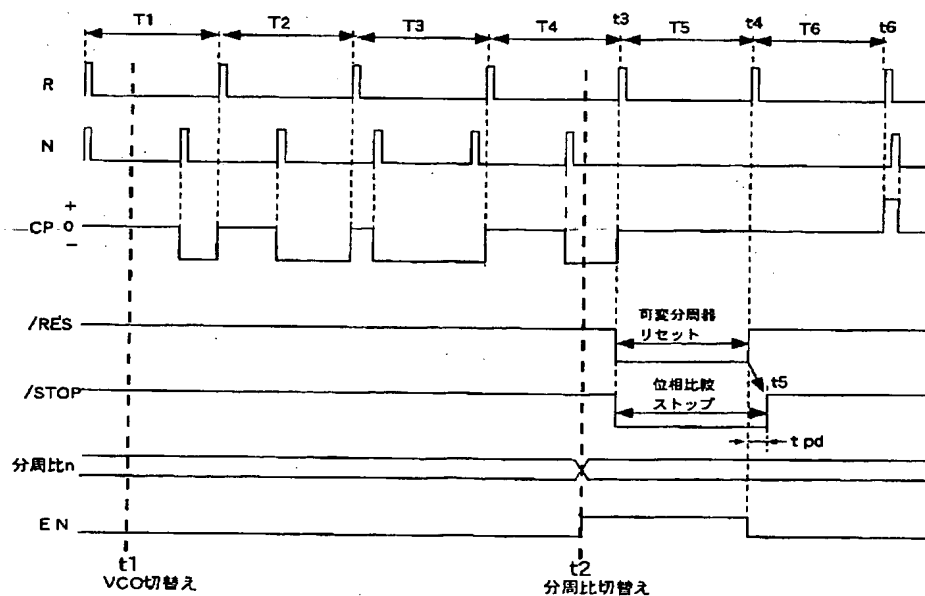 T1 T2 T3 T4 t3 T5 t4 T6 t6
R
N
+
CP 0
−
/RES
可変分周器
リセット
t5
/STOP
位相比較
ストップ
t pd
分周比n
EN
t1
VCO切替え
t2
分周比切替え